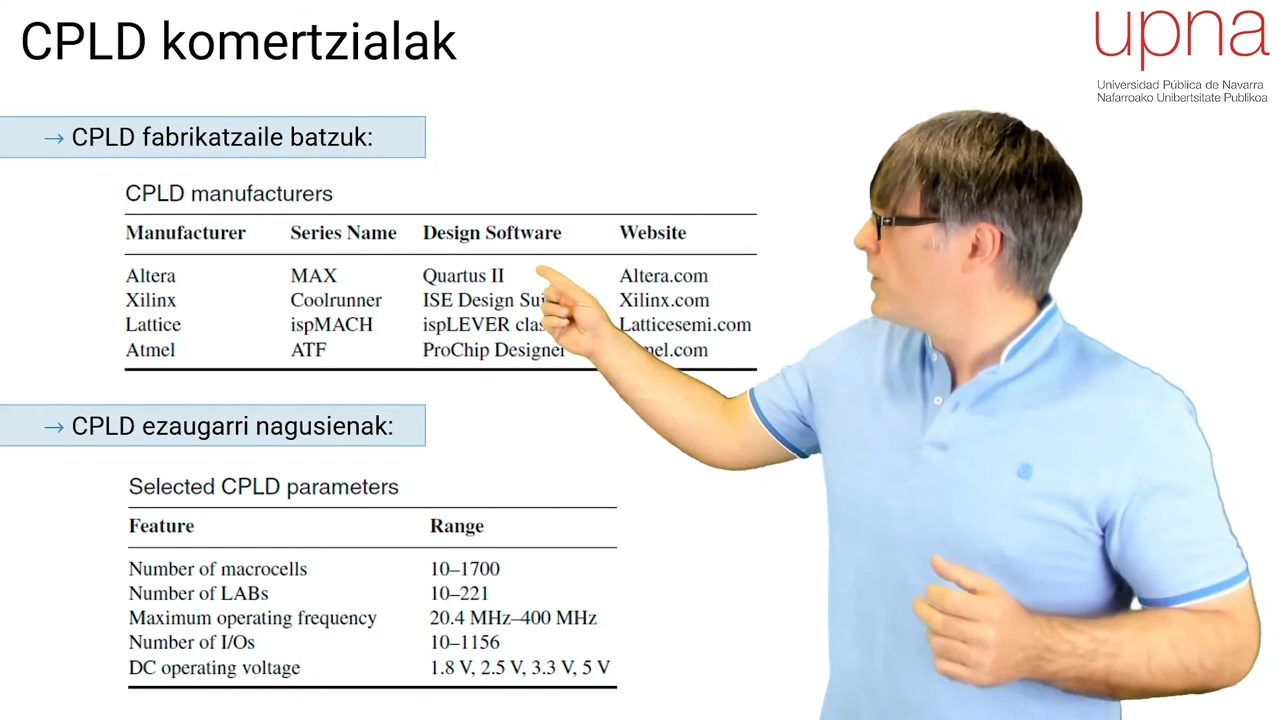 CPLD komertzialak
upna
Universidad Pública de Navarra
Nafarroako Unibertsitate Publikoa
→ CPLD fabrikatzaile batzuk:
CPLD manufacturers
Manufacturer Series Name Design Software Website
Altera MAX Quartus II Altera.com
Xilinx Coolrunner ISE Design Xilinx.com
Lattice ispMACH ispLEVER Latticesemi.com
Atmel ATF ProChip Designer
→ CPLD ezaugarri nagusienak:
Selected CPLD parameters
Feature Range
Number of macrocells 10–1700
Number of LABs 10–221
Maximum operating frequency 20.4 MHz–400 MHz
Number of I/Os 10–1156
DC operating voltage 1.8 V, 2.5 V, 3.3 V, 5 V